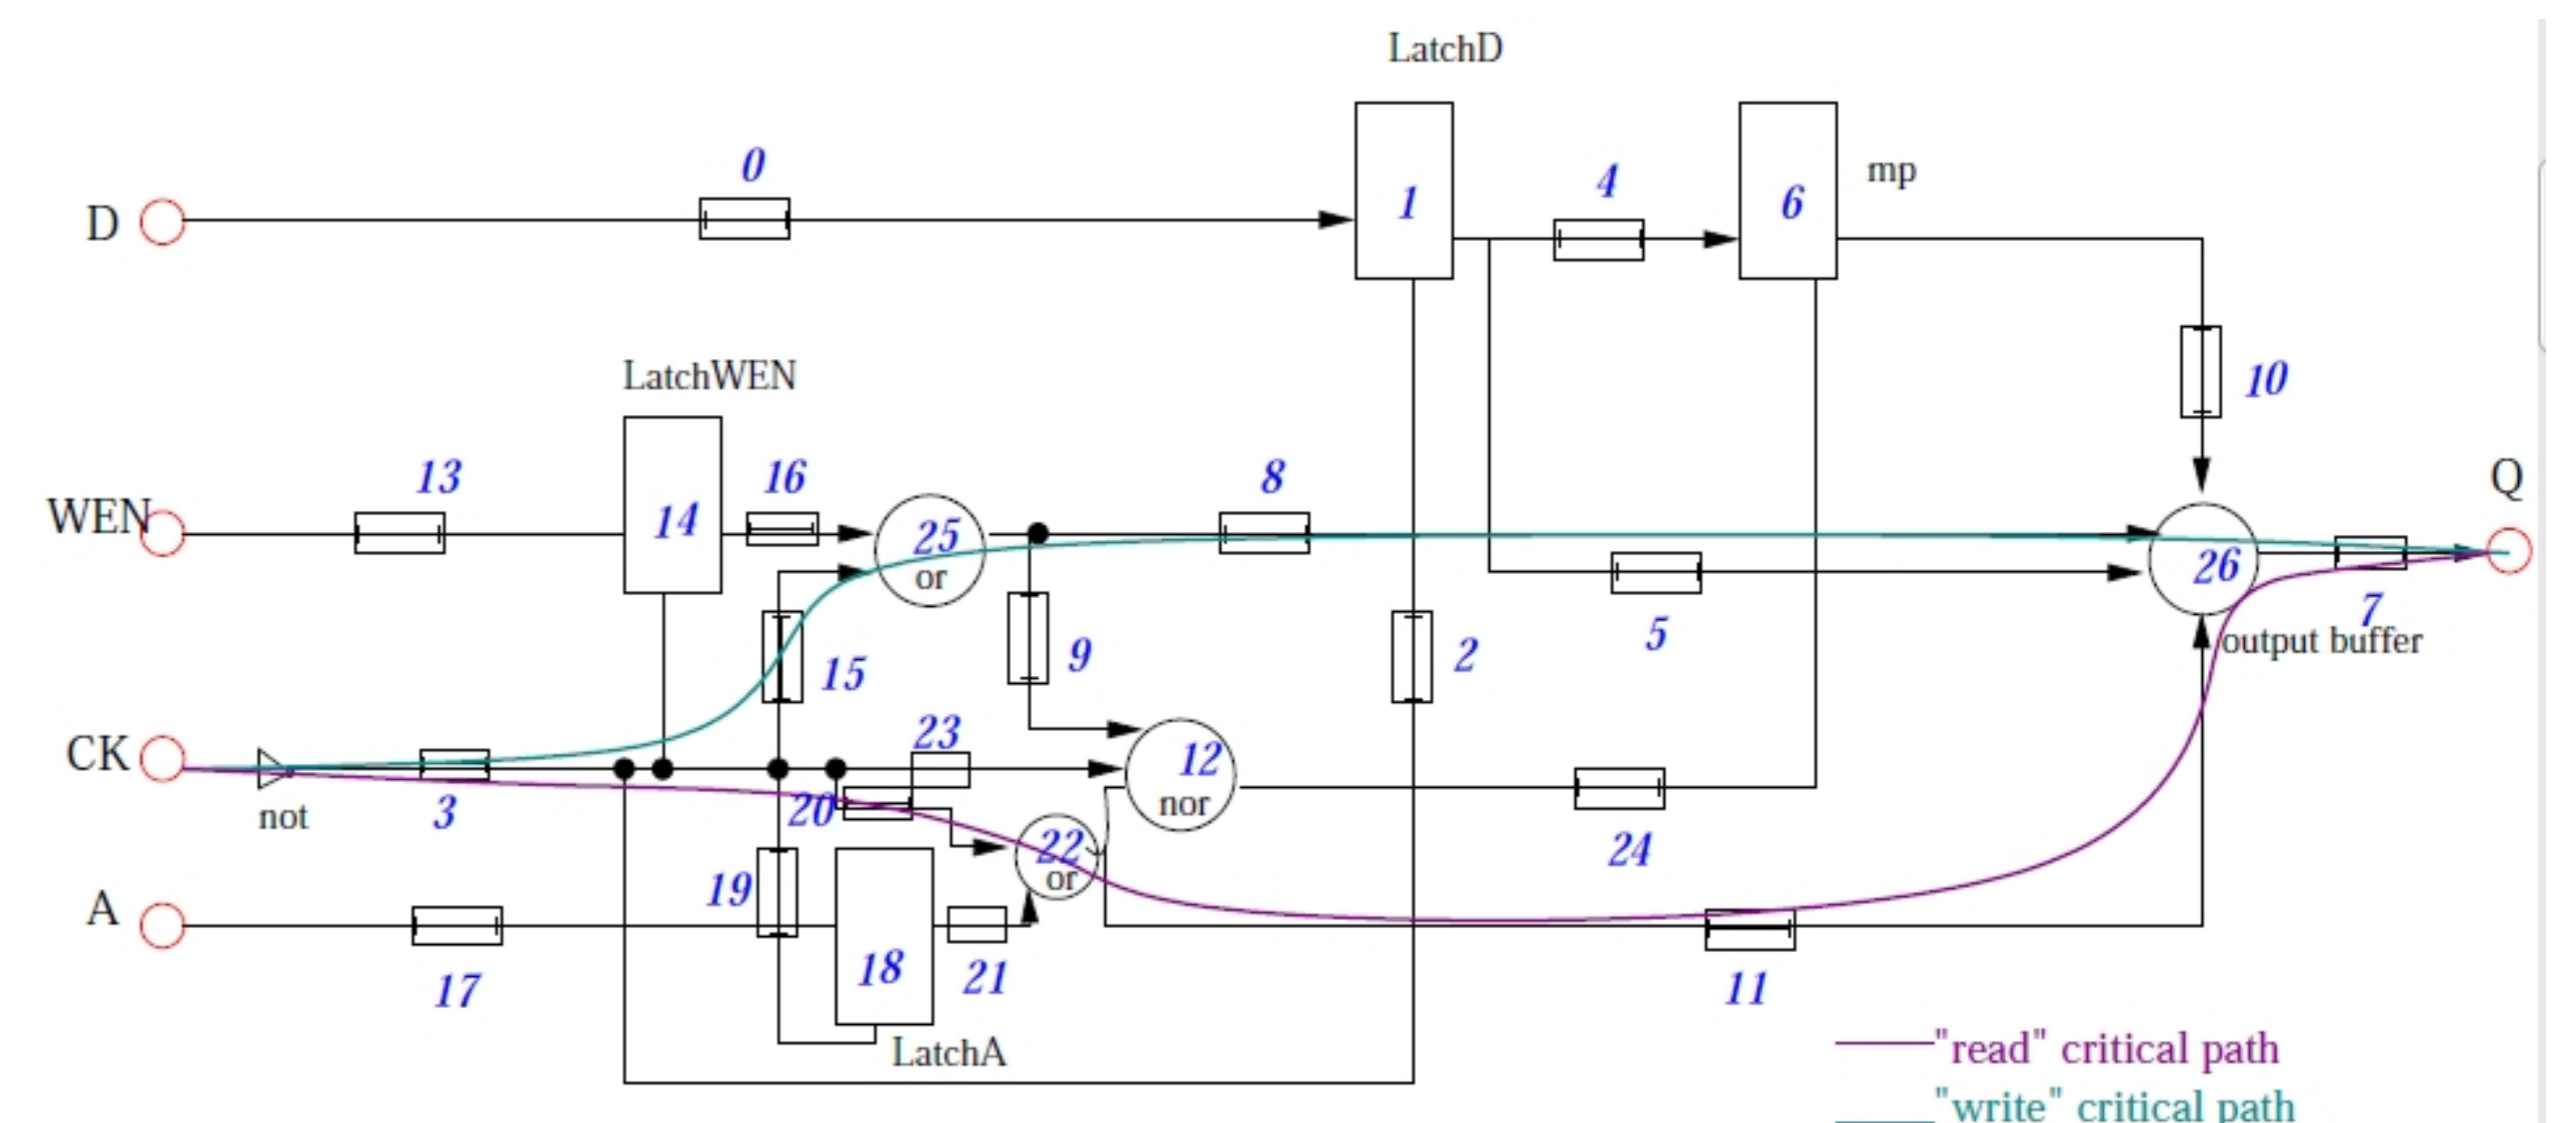 LatchD
0
4
D
1
6
mp
LatchWEN
10
13
16
8
Q
WEN
14
25
or
26
5
7
output buffer
15
9
2
CK
23
12
nor
not
3
20
22
or
24
A
19
17
18
21
11
LatchA
"read" critical path
"write" critical path